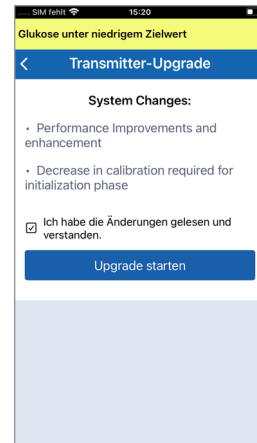 SIM fehlt 15:20
Glukose unter niedrigem Zielwert
Transmitter-Upgrade
System Changes:
• Performance Improvements and
enhancement
• Decrease in calibration required for
initialization phase
Ich habe die Änderungen gelesen und
verstanden.
Upgrade starten